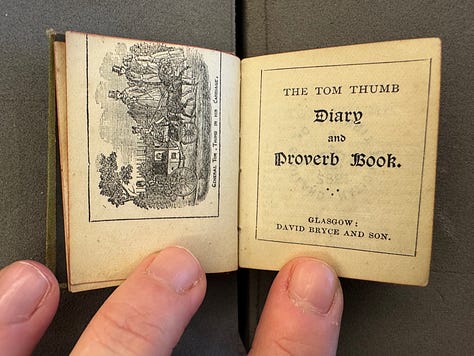 GENERAL TOM THUMB IN HIS CARRIAGE.
THE TOM THUMB
Diary
and
Proverb Book.
GLASGOW:
DAVID BRYCE AND SON.